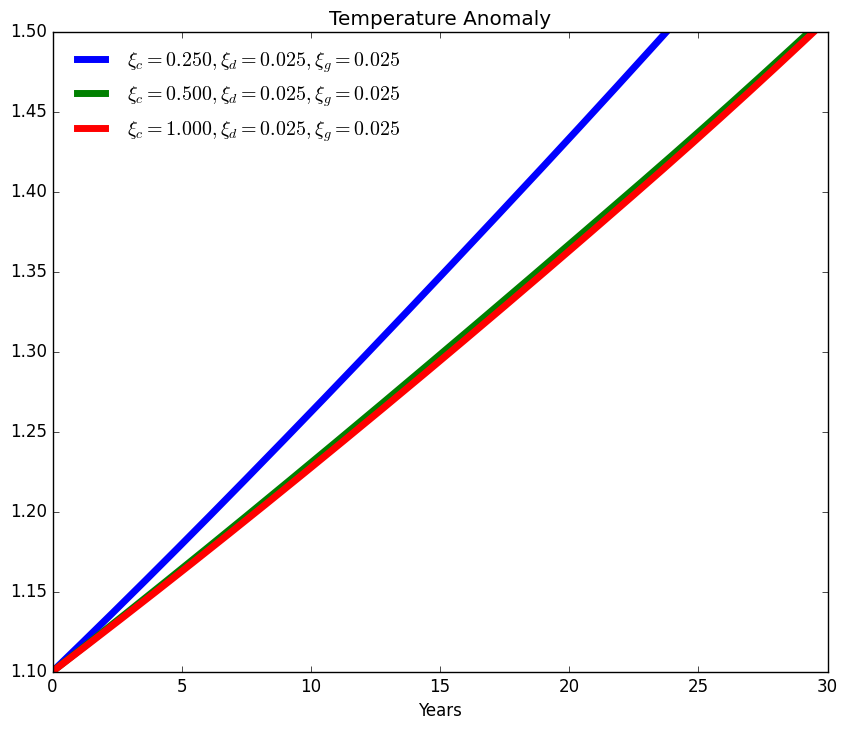 Temperature Anomaly
1.50
1.45
1.40
1.35
1.30
1.25
1.20
1.15
1.10
ξc = 0.250, ξd = 0.025, ξg = 0.025
ξc = 0.500, ξd = 0.025, ξg = 0.025
ξc = 1.000, ξd = 0.025, ξg = 0.025
0 5 10 15 20 25 30
Years